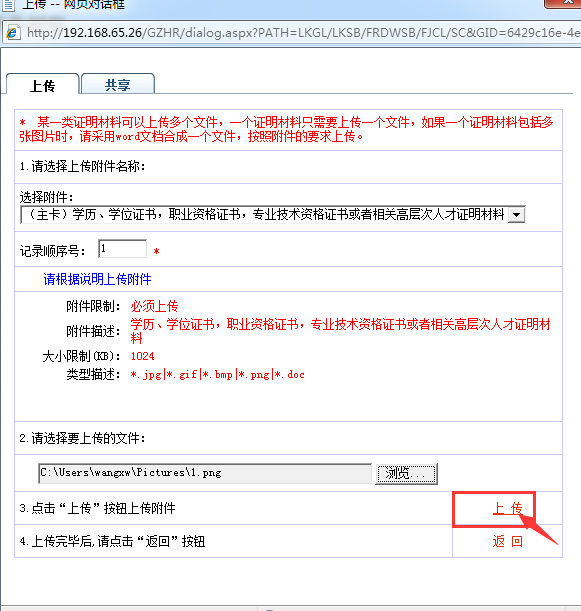 上传 -- 网页对话框
http://192.168.65.26/GZHR/dialog.aspx?PATH=LKGL/LKSB/FRDWSB/FJCL/SC&GID=6429c16e-4e
上传 共享
* 某一类证明材料可以上传多个文件，一个证明材料只需要上传一个文件，如果一个证明材料包括多
张图片时，请采用word文档合成一个文件，按照附件的要求上传。
1.请选择上传附件名称：
选择附件：
（主卡）学历、学位证书，职业资格证书，专业技术资格证书或者相关高层次人才证明材料
记录顺序号： 1 *
请根据说明上传附件
附件限制： 必须上传
附件描述： 学历、学位证书，职业资格证书，专业技术资格证书或者相关高层次人才证明材
料
大小限制(KB)： 1024
类型描述： *.jpg|*.gif|*.bmp|*.png|*.doc
2.请选择要上传的文件：
C:\Users\wangxw\Pictures\1.png 浏览...
3.点击“上传”按钮上传附件 上 传
4.上传完毕后,请点击“返回”按钮 返 回